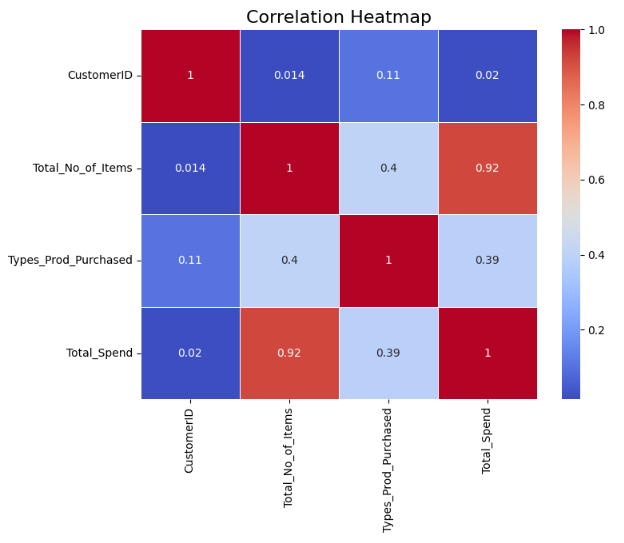 Correlation Heatmap
CustomerID
1
0.014
0.11
0.02
Total_No_of_Items
0.014
1
0.4
0.92
Types_Prod_Purchased
0.11
0.4
1
0.39
Total_Spend
0.02
0.92
0.39
1
CustomerID
Total_No_of_Items
Types_Prod_Purchased
Total_Spend
1.0
0.8
0.6
0.4
0.2